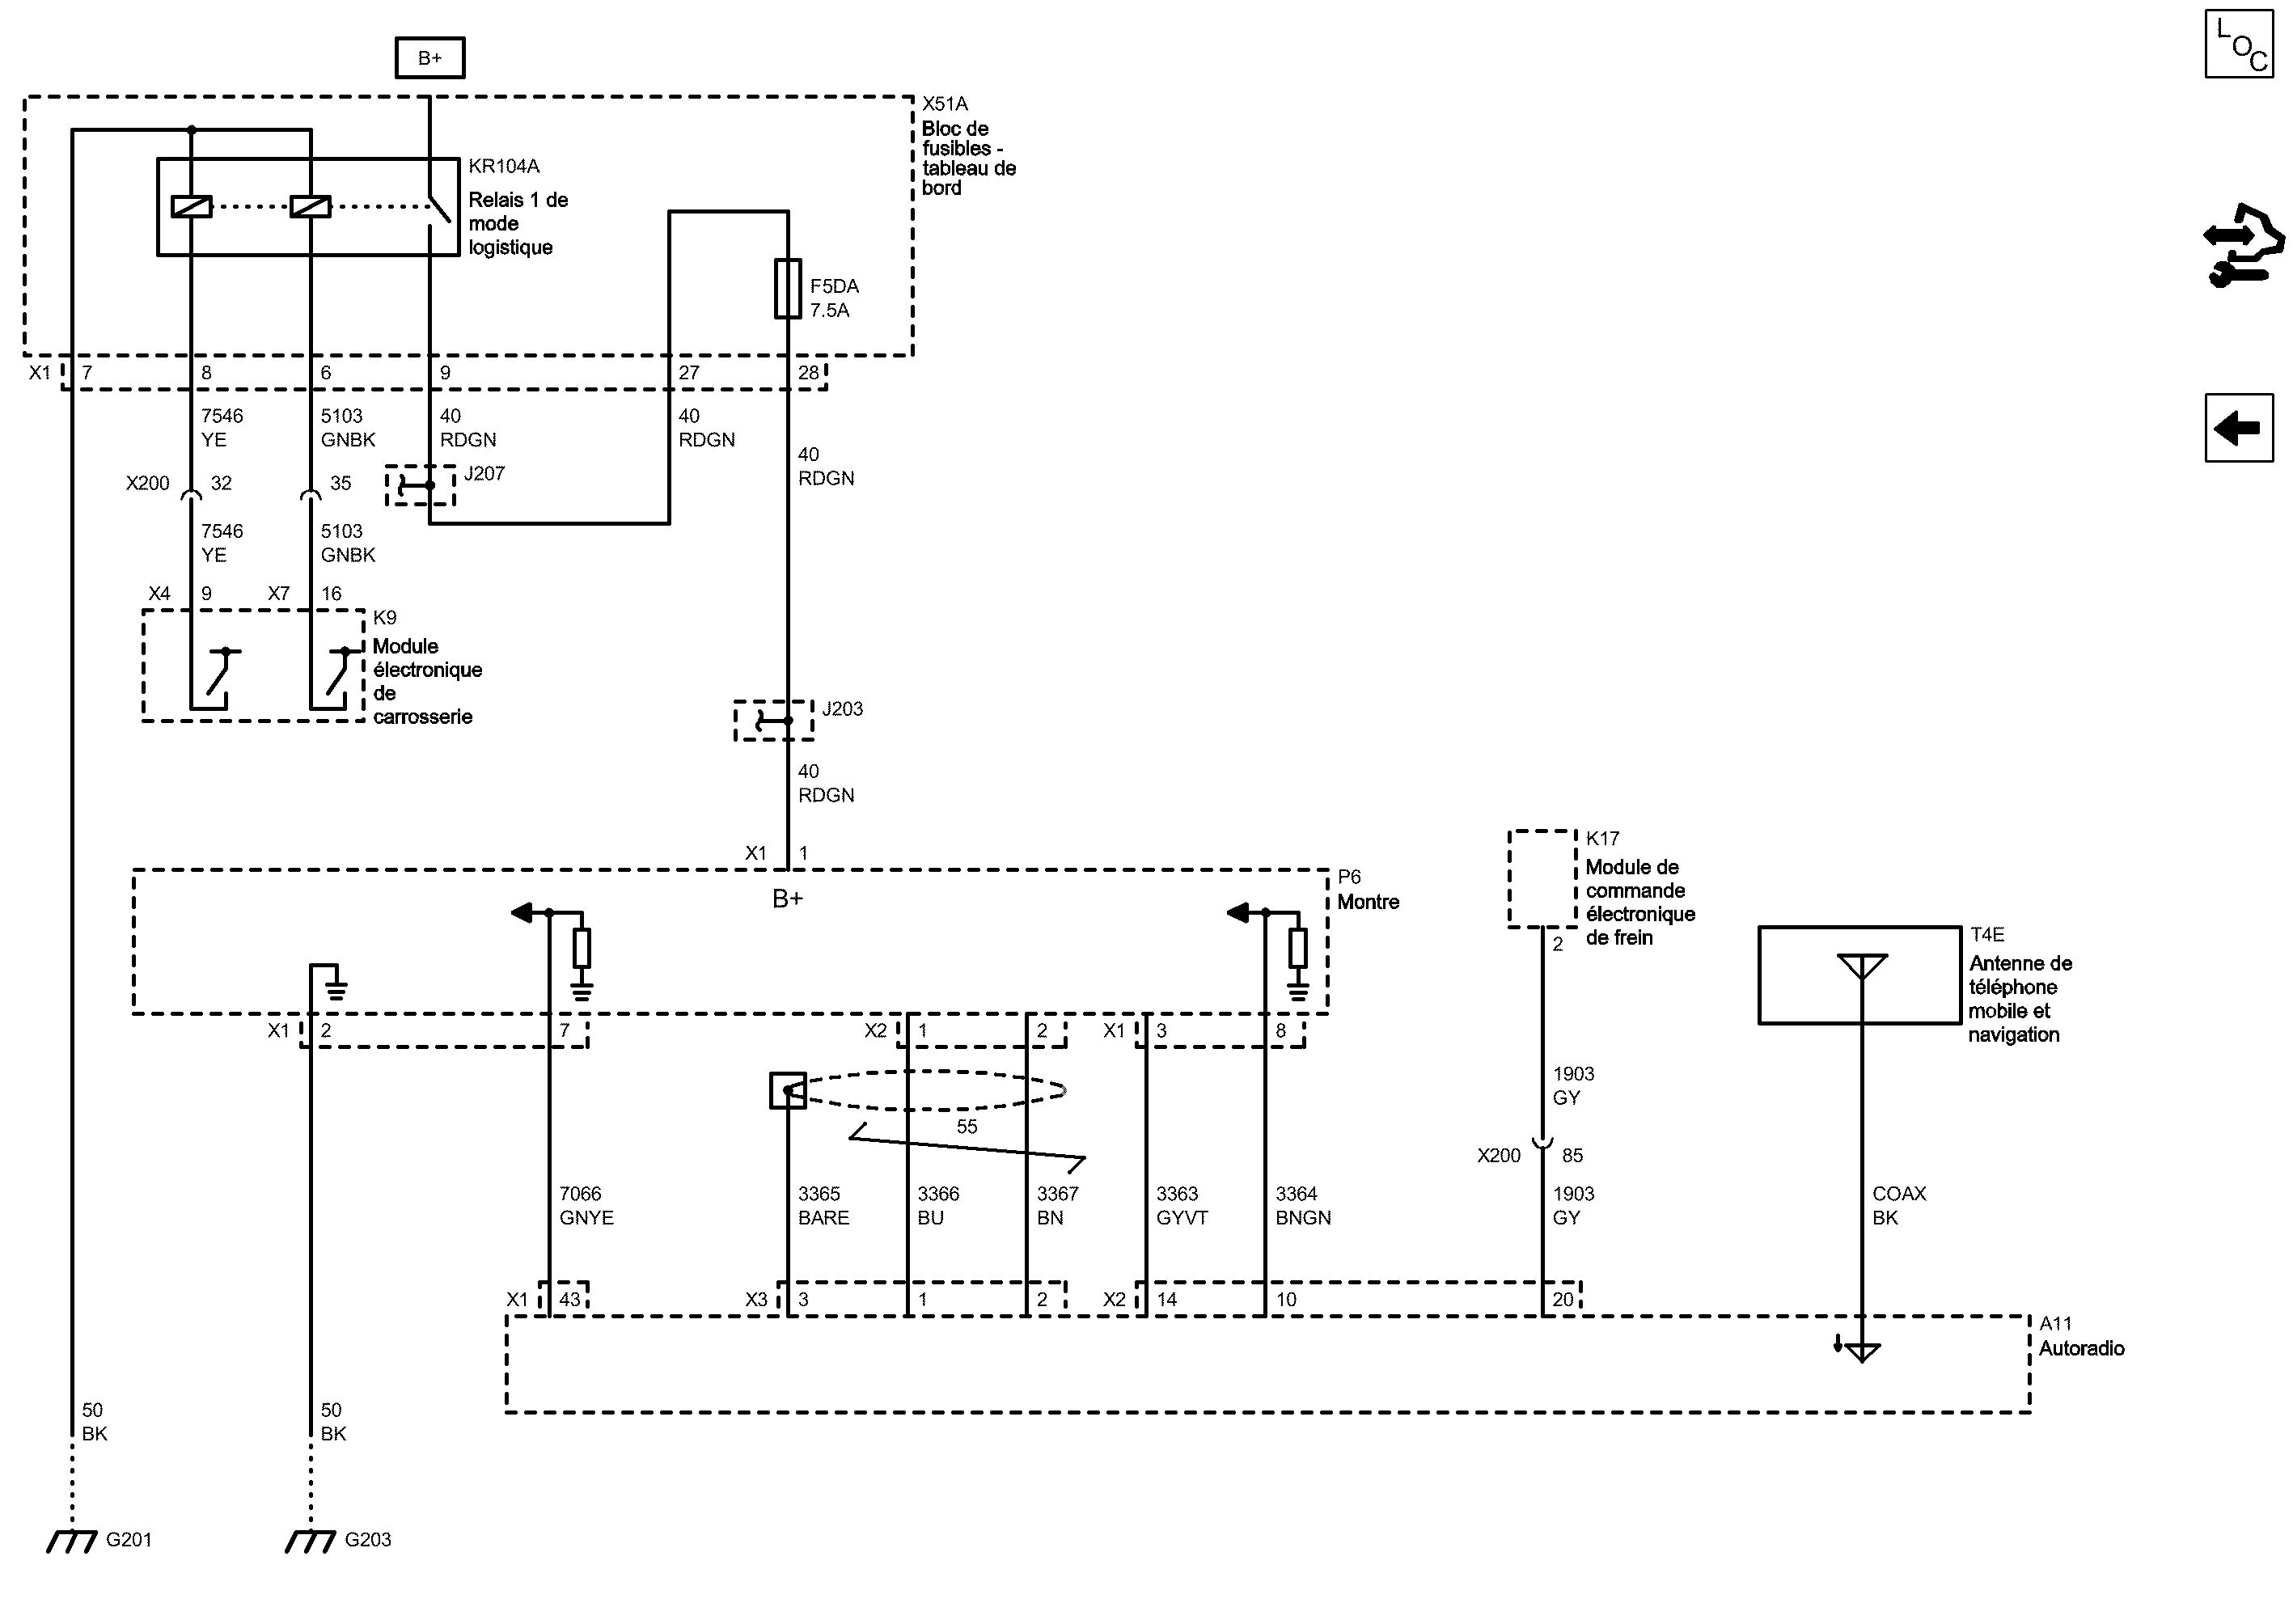 LOC
B+
X51A
Bloc de
fusibles -
tableau de
bord
KR104A
Relais 1 de
mode
logistique
F5DA
7.5A
X1 7 8 6 9 27 28
7546 5103 40 40
YE GNBK RDGN RDGN
40
RDGN
X200 32 35 J207
7546 5103
YE GNBK
X4 9 X7 16
K9
Module
électronique
de
carrosserie
J203
40
RDGN
X1 1
B+
P6
Montre
K17
Module de
commande
électronique
de frein
2
T4E
Antenne de
téléphone
mobile et
navigation
X1 2 7 X2 1 2 X1 3 8
1903
GY
55
X200 85
7066 3365 3366 3367 3363 3364 1903 COAX
GNYE BARE BU BN GYVT BNGN GY BK
X1 43 X3 3 1 2 X2 14 10 20
A11
Autoradio
50 50
BK BK
G201 G203